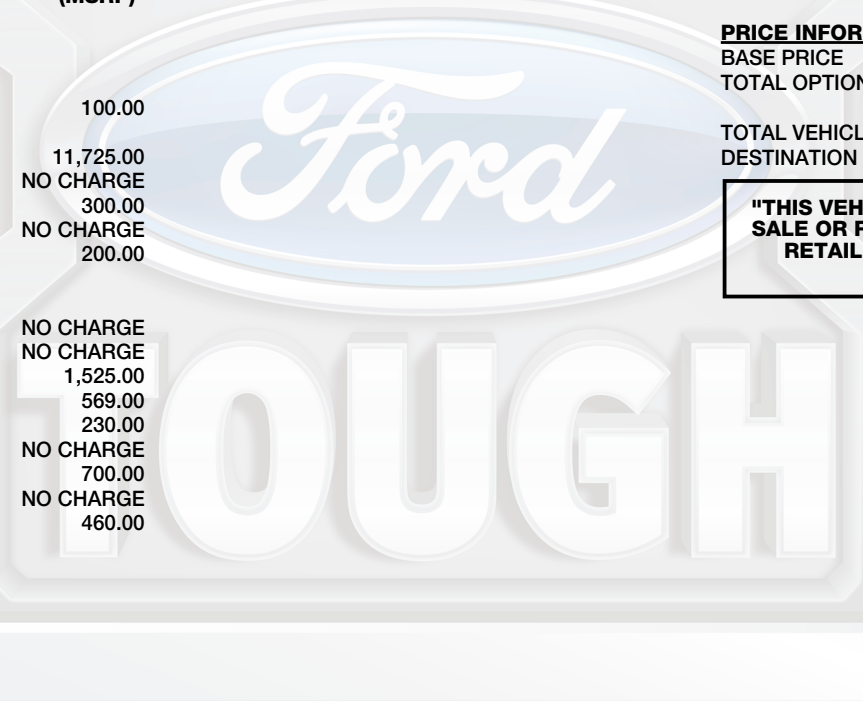 (MSRP)
100.00
11,725.00
NO CHARGE
300.00
NO CHARGE
200.00
NO CHARGE
NO CHARGE
1,525.00
569.00
230.00
NO CHARGE
700.00
NO CHARGE
460.00
PRICE INFOR
BASE PRICE
TOTAL OPTION
TOTAL VEHICL
DESTINATION
"THIS VEH
SALE OR
RETAIL
Ford
TOUGH